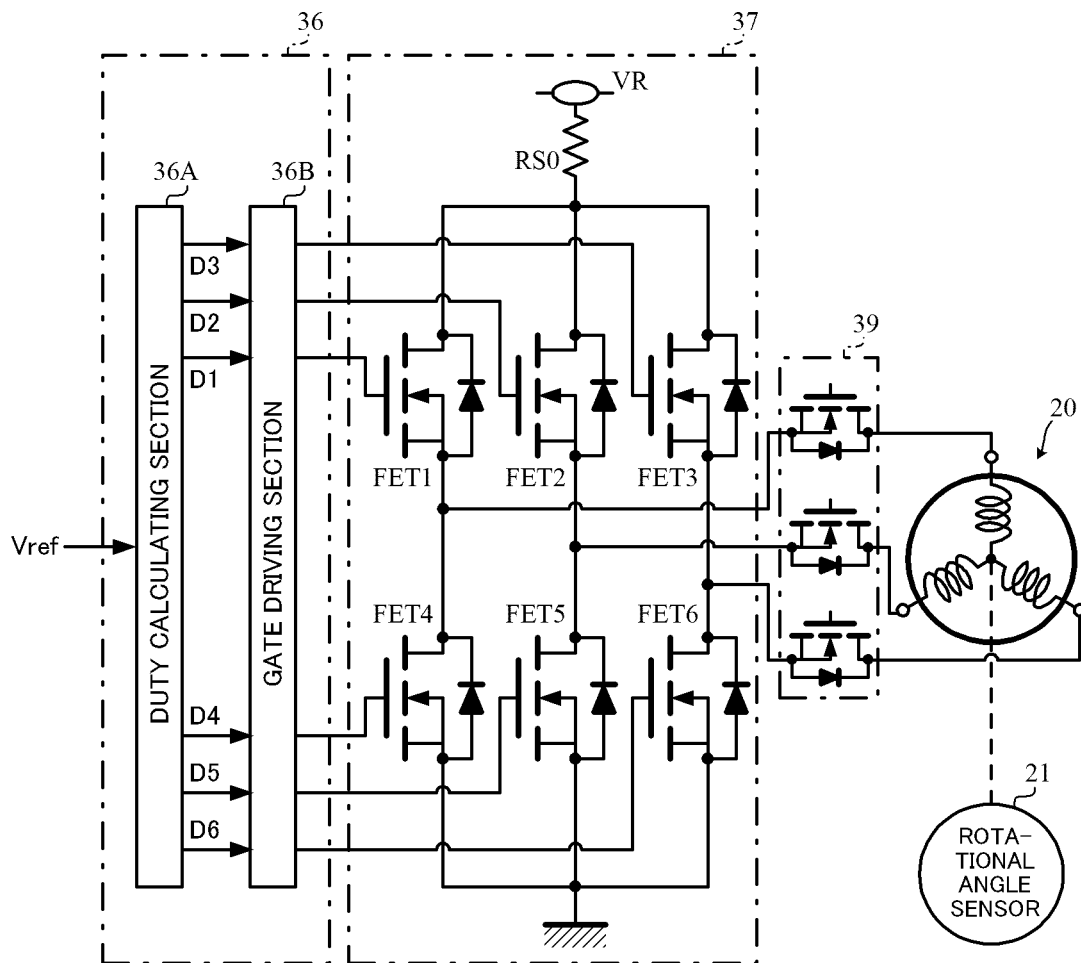 36
37
VR
RS0
36A
36B
D3
D2
D1
39
20
DUTY CALCULATING SECTION
GATE DRIVING SECTION
FET1
FET2
FET3
Vref
FET4
FET5
FET6
D4
D5
D6
21
ROTA-
TIONAL
ANGLE
SENSOR